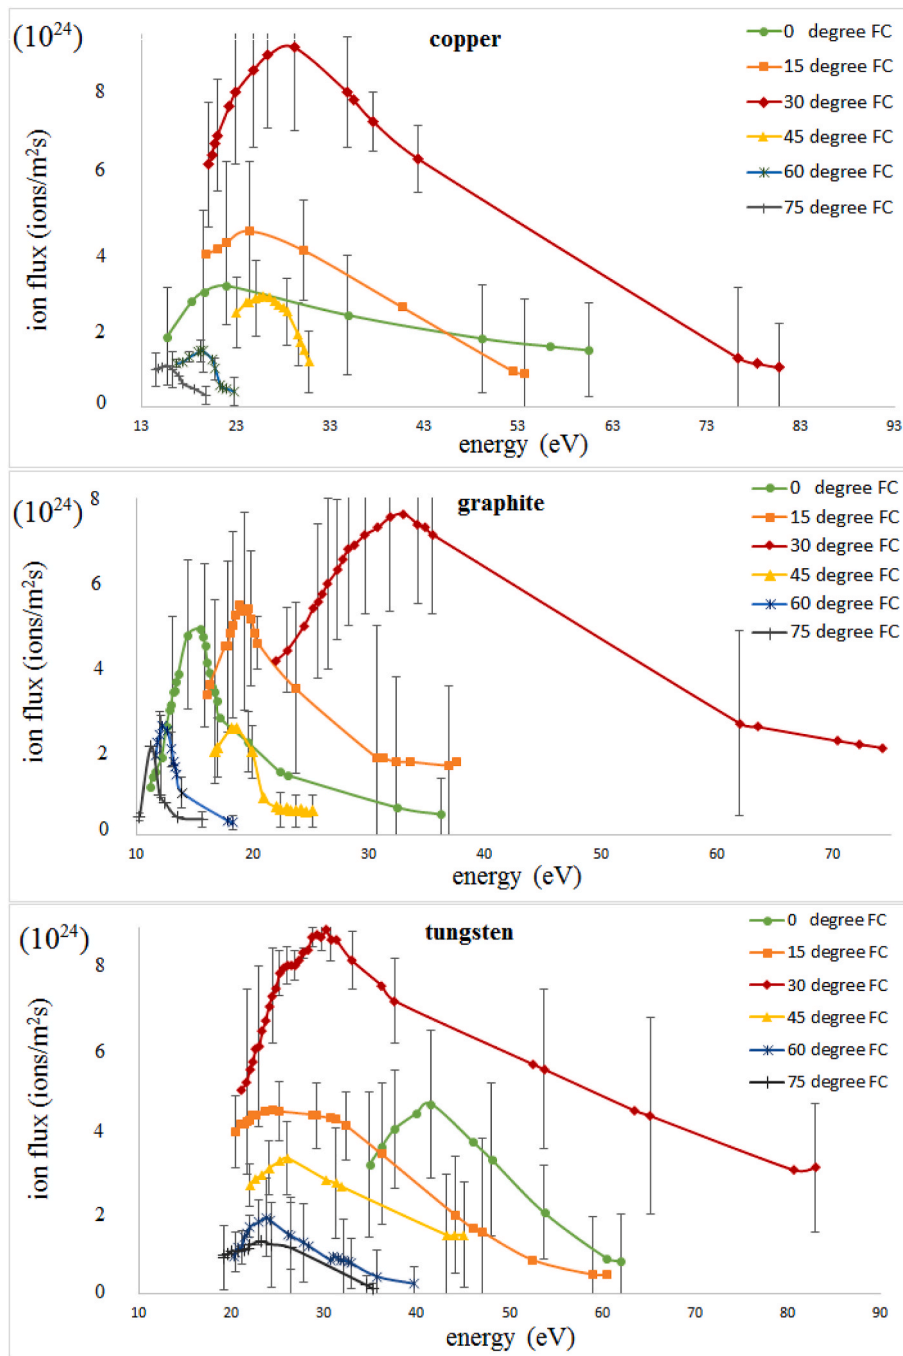 (10²⁴)
copper
0 degree FC
15 degree FC
30 degree FC
45 degree FC
60 degree FC
75 degree FC
ion flux (ions/m²s)
8
6
4
2
0
13 23 33 43 53 63 73 83 93
energy (eV)
(10²⁴)
graphite
0 degree FC
15 degree FC
30 degree FC
45 degree FC
60 degree FC
75 degree FC
ion flux (ions/m²s)
8
6
4
2
0
10 20 30 40 50 60 70
energy (eV)
(10²⁴)
tungsten
0 degree FC
15 degree FC
30 degree FC
45 degree FC
60 degree FC
75 degree FC
ion flux (ions/m²s)
8
6
4
2
0
10 20 30 40 50 60 70 80 90
energy (eV)